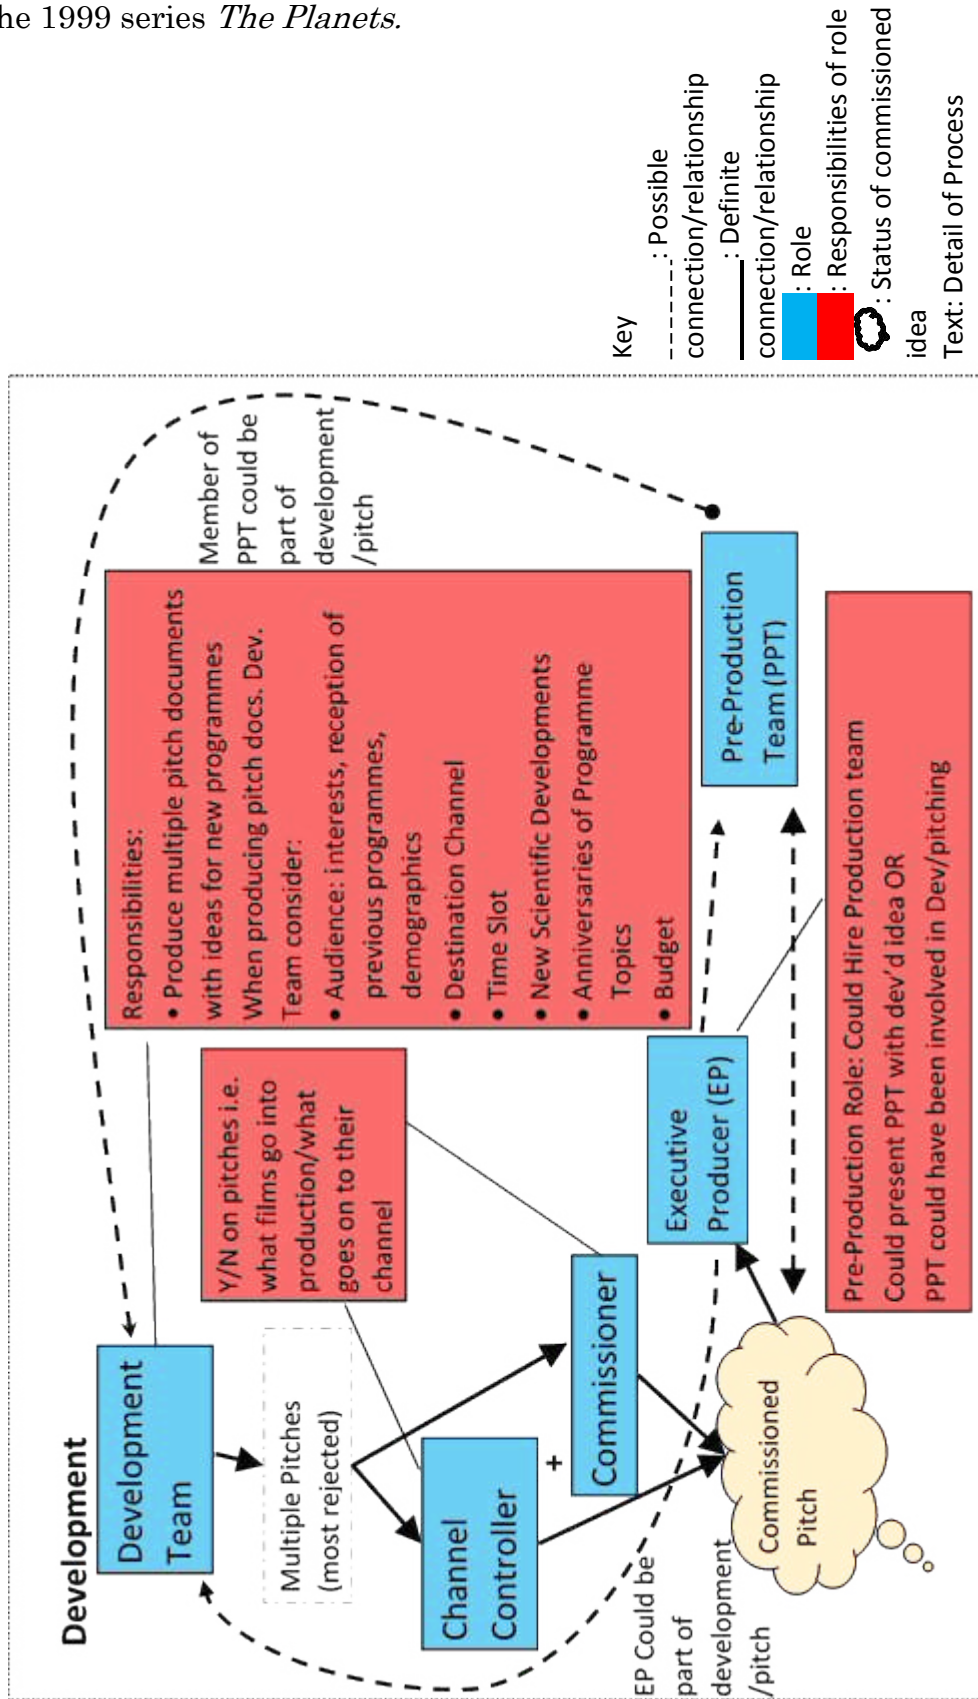 he 1999 series The Planets.
Development
Development
Team
Multiple Pitches
(most rejected)
Channel
Controller
+
Commissioner
EP Could be
part of
development
/pitch
Commissioned
Pitch
Y/N on pitches i.e.
what films go into
production/what
goes on to their
channel
Executive
Producer (EP)
Responsibilities:
• Produce multiple pitch documents
with ideas for new programmes
When producing pitch docs. Dev.
Team consider:
• Audience: interests, reception of
previous programmes,
demographics
• Destination Channel
• Time Slot
• New Scientific Developments
• Anniversaries of Programme
Topics
• Budget
Member of
PPT could be
part of
development
/pitch
Pre-Production
Team (PPT)
Pre-Production Role: Could Hire Production team
Could present PPT with dev'd idea OR
PPT could have been involved in Dev/pitching
Key
: Possible
connection/relationship
: Definite
connection/relationship
: Role
: Responsibilities of role
: Status of commissioned
idea
Text: Detail of Process